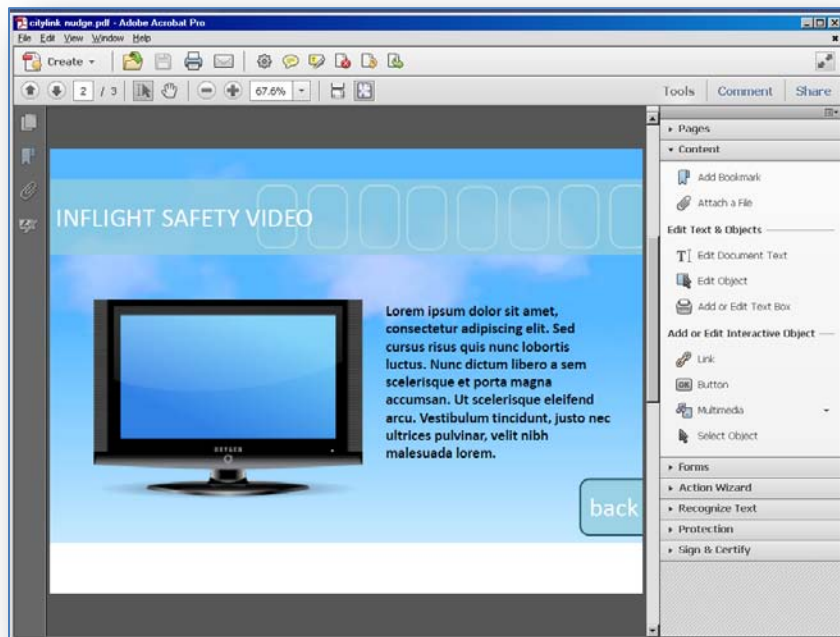 citylink nudge.pdf - Adobe Acrobat Pro
File Edit View Window Help
Create
2 / 3 67.6% Tools Comment Share
Pages
Content
Add Bookmark
Attach a File
Edit Text & Objects
Edit Document Text
Edit Object
Add or Edit Text Box
Add or Edit Interactive Object
Link
OK Button
Multimedia
Select Object
Forms
Action Wizard
Recognize Text
Protection
Sign & Certify
INFLIGHT SAFETY VIDEO
Lorem ipsum dolor sit amet,
consectetur adipiscing elit. Sed
cursus risus quis nunc lobortis
luctus. Nunc dictum libero a sem
scelerisque et porta magna
accumsan. Ut scelerisque eleifend
arcu. Vestibulum tincidunt, justo nec
ultrices pulvinar, velit nibh
malesuada lorem.
back